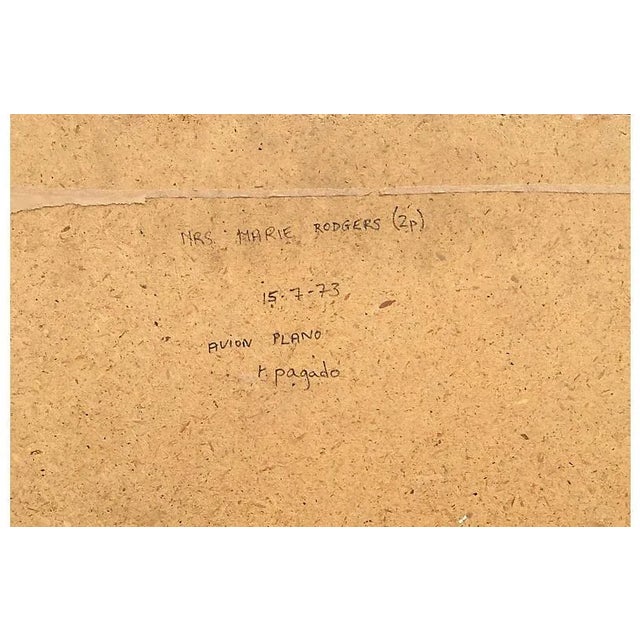 MRS. MARIE RODGERS (2p)
15-7-73
AVION PLANO
t. pagado